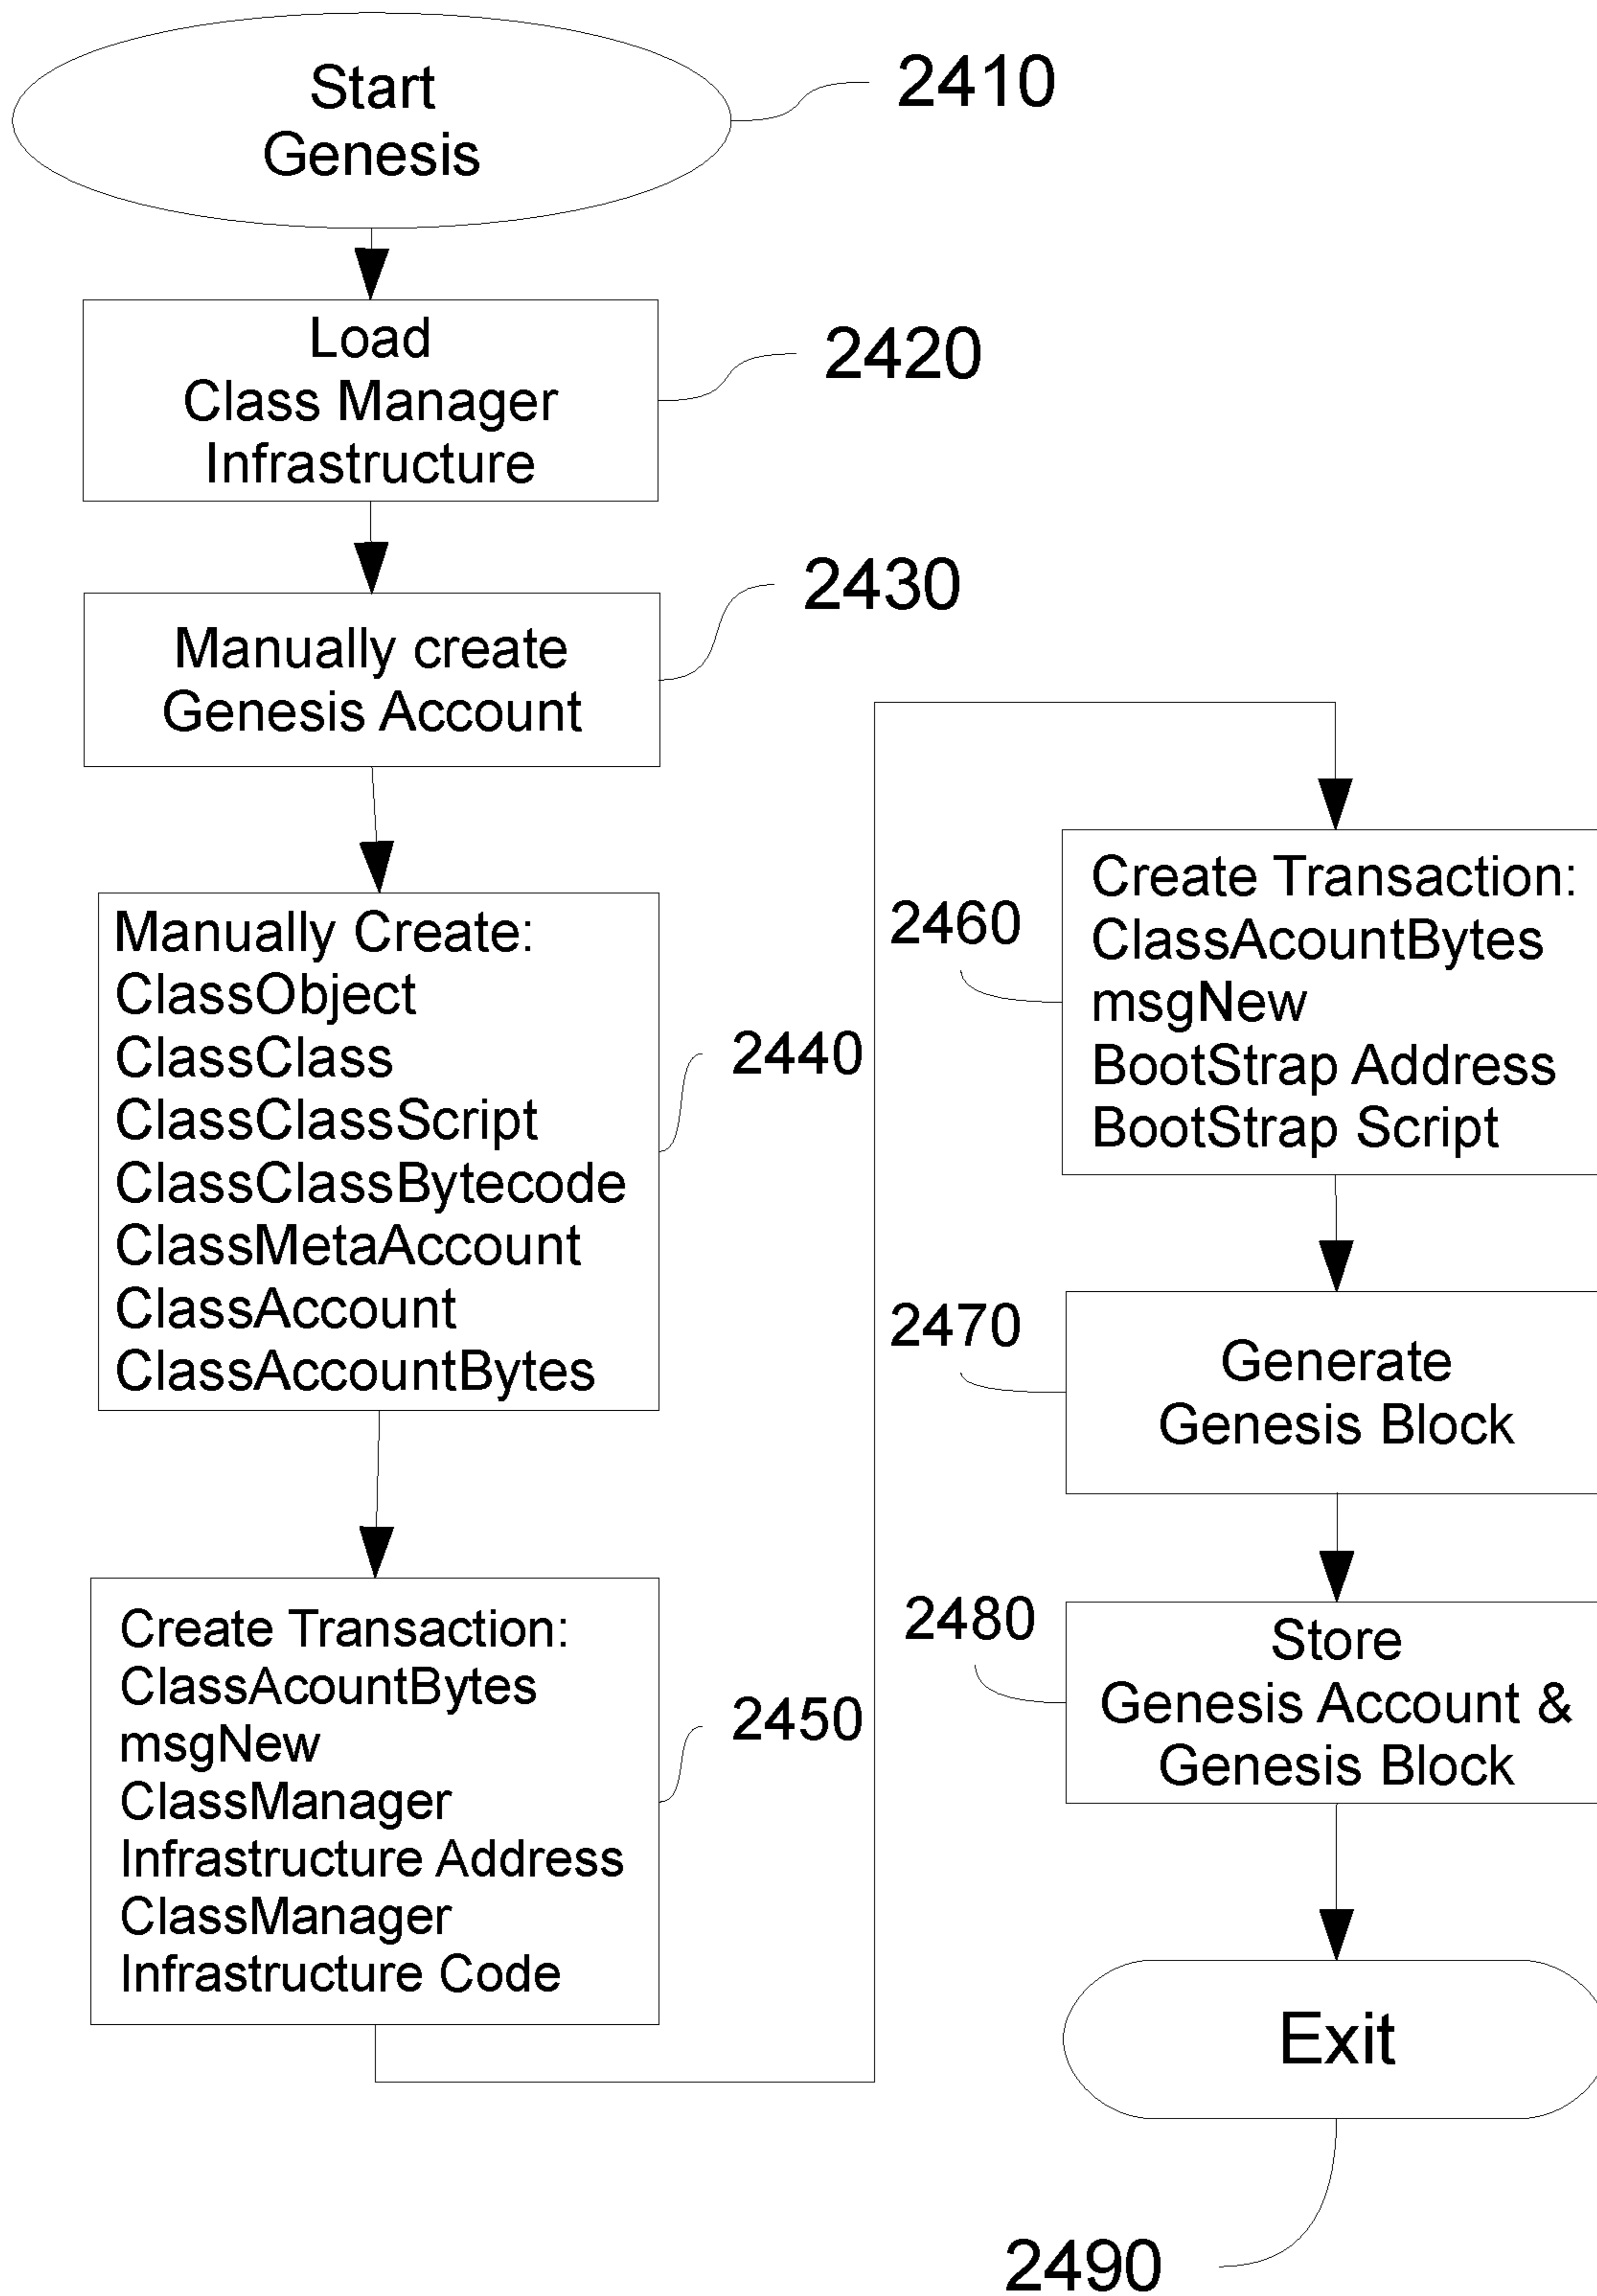 Start
Genesis
2410
Load
Class Manager
Infrastructure
2420
Manually create
Genesis Account
2430
Manually Create:
ClassObject
ClassClass
ClassClassScript
ClassClassBytecode
ClassMetaAccount
ClassAccount
ClassAccountBytes
2440
Create Transaction:
ClassAcountBytes
msgNew
ClassManager
Infrastructure Address
ClassManager
Infrastructure Code
2450
Create Transaction:
ClassAcountBytes
msgNew
BootStrap Address
BootStrap Script
2460
Generate
Genesis Block
2470
Store
Genesis Account &
Genesis Block
2480
Exit
2490